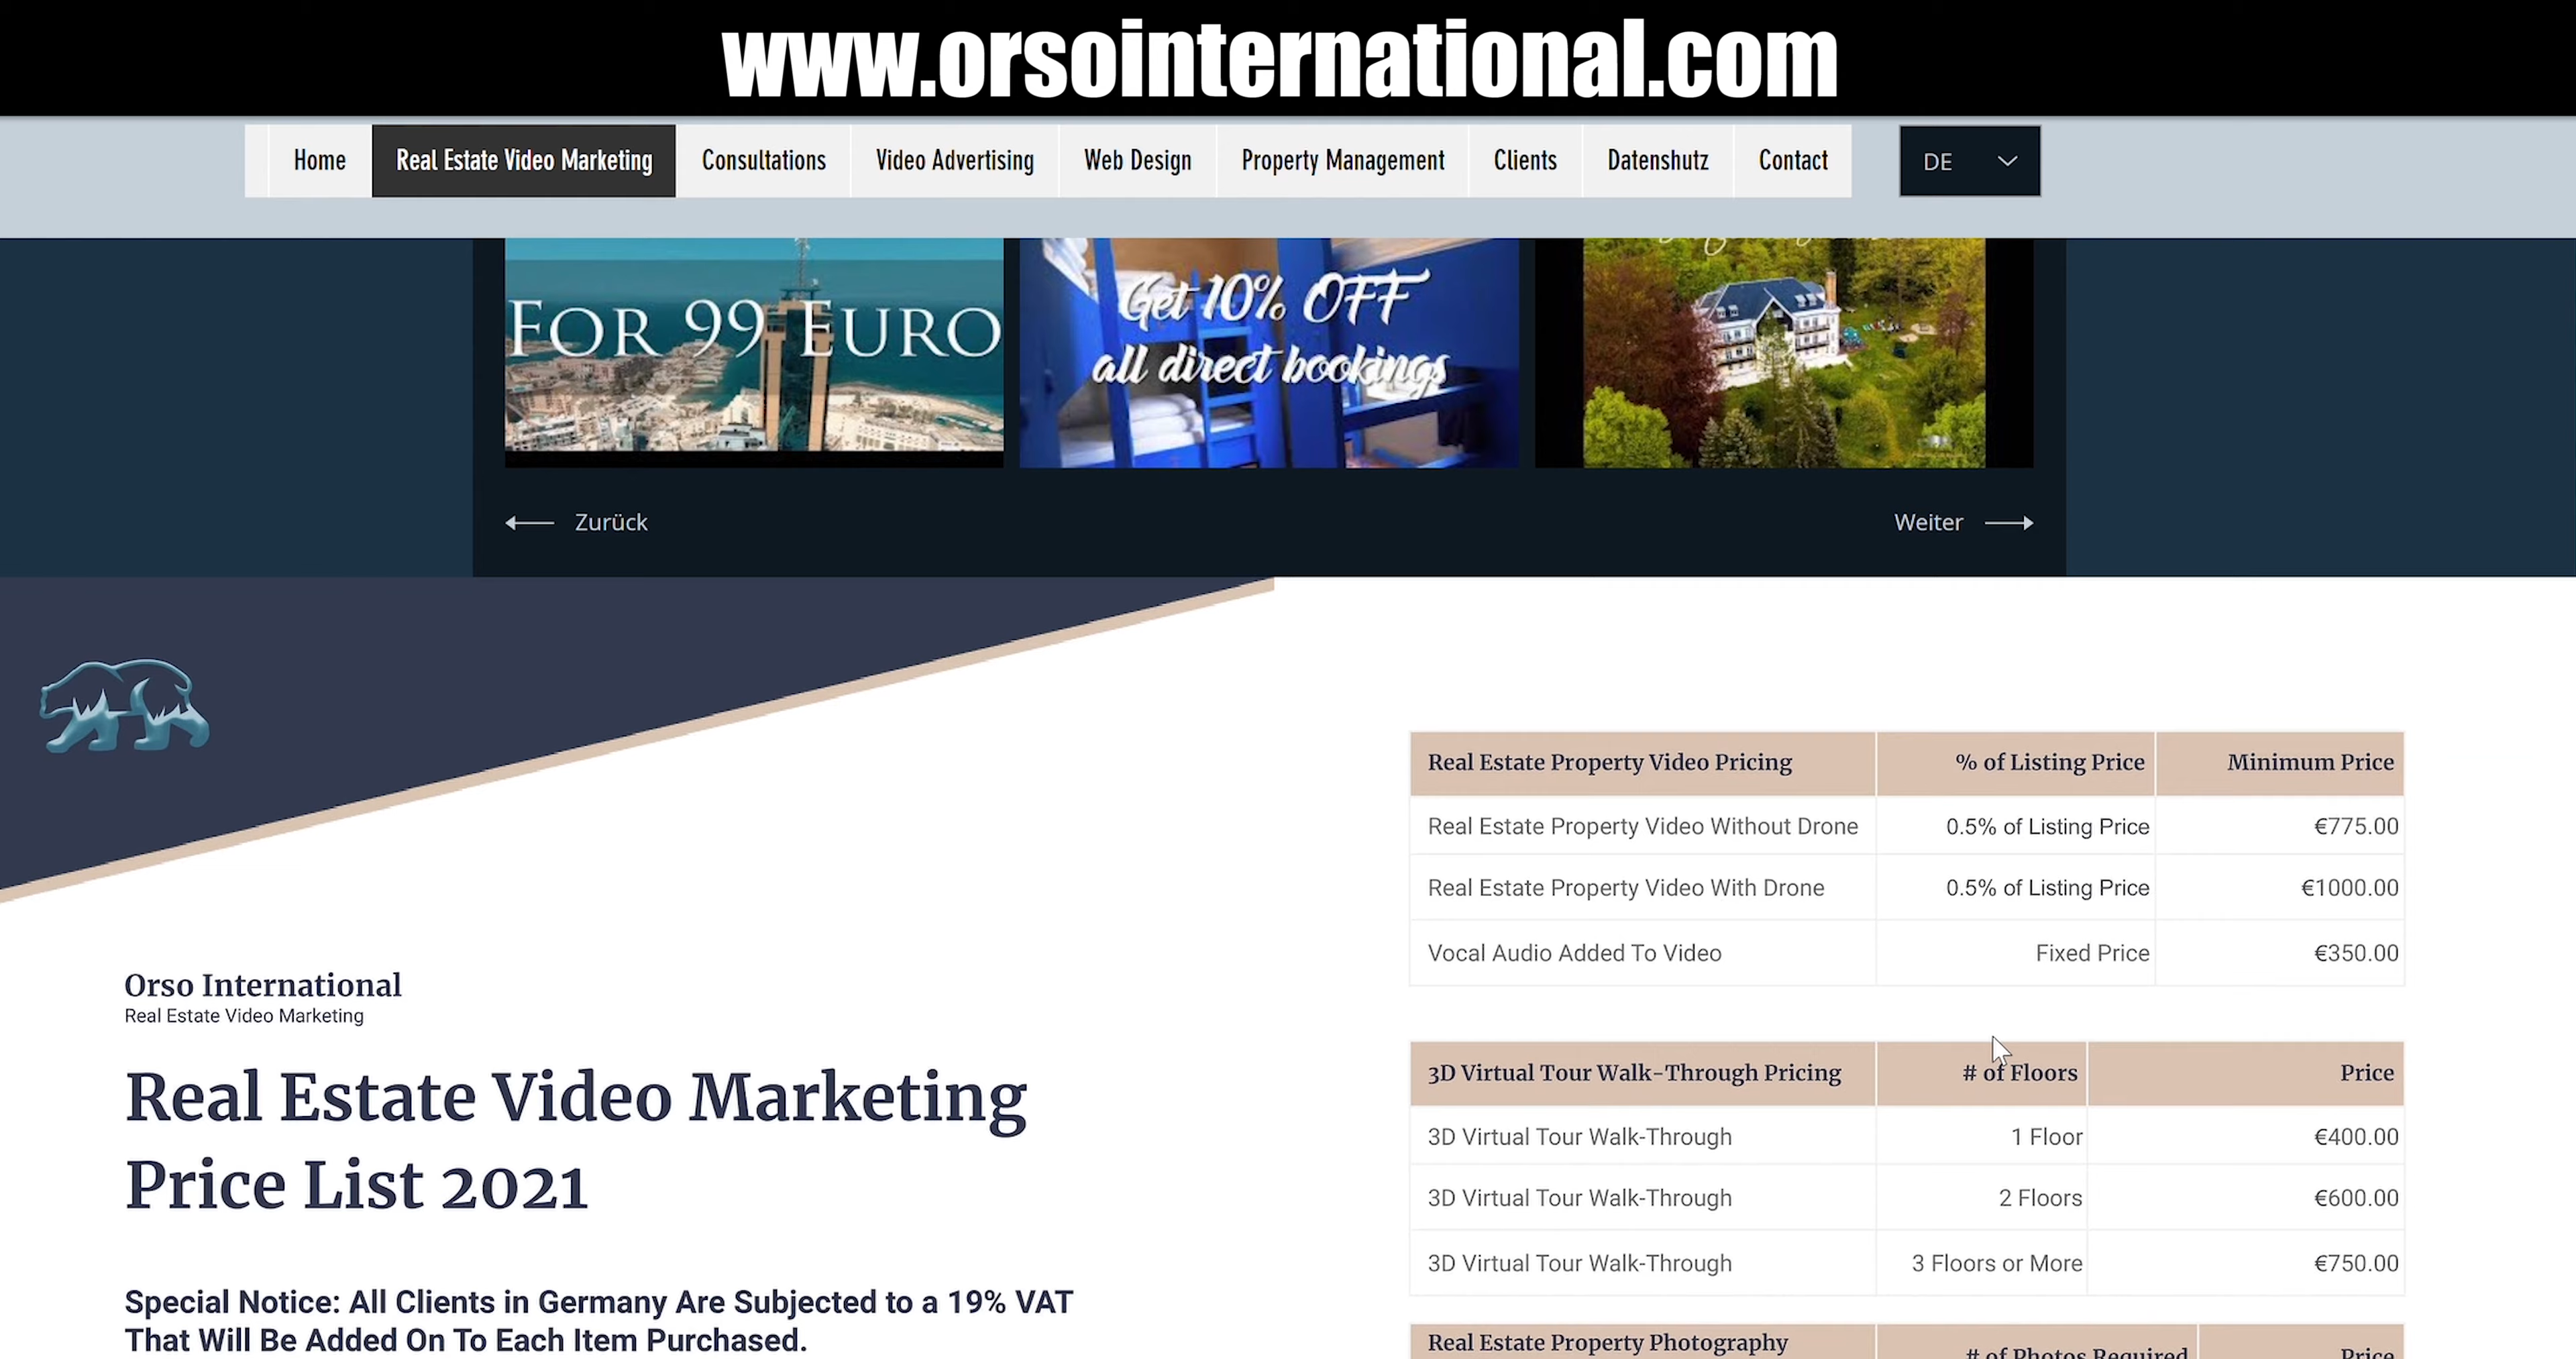 www.orsointernational.com
Home Real Estate Video Marketing Consultations Video Advertising Web Design Property Management Clients Datenshutz Contact DE
For 99 Euro
Get 10% OFF
all direct bookings
Zurück
Weiter
Orso International
Real Estate Video Marketing
Real Estate Video Marketing
Price List 2021
Special Notice: All Clients in Germany Are Subjected to a 19% VAT
That Will Be Added On To Each Item Purchased.
Real Estate Property Video Pricing % of Listing Price Minimum Price
Real Estate Property Video Without Drone 0.5% of Listing Price €775.00
Real Estate Property Video With Drone 0.5% of Listing Price €1000.00
Vocal Audio Added To Video Fixed Price €350.00
3D Virtual Tour Walk-Through Pricing # of Floors Price
3D Virtual Tour Walk-Through 1 Floor €400.00
3D Virtual Tour Walk-Through 2 Floors €600.00
3D Virtual Tour Walk-Through 3 Floors or More €750.00
Real Estate Property Photography # of Photos Required Price